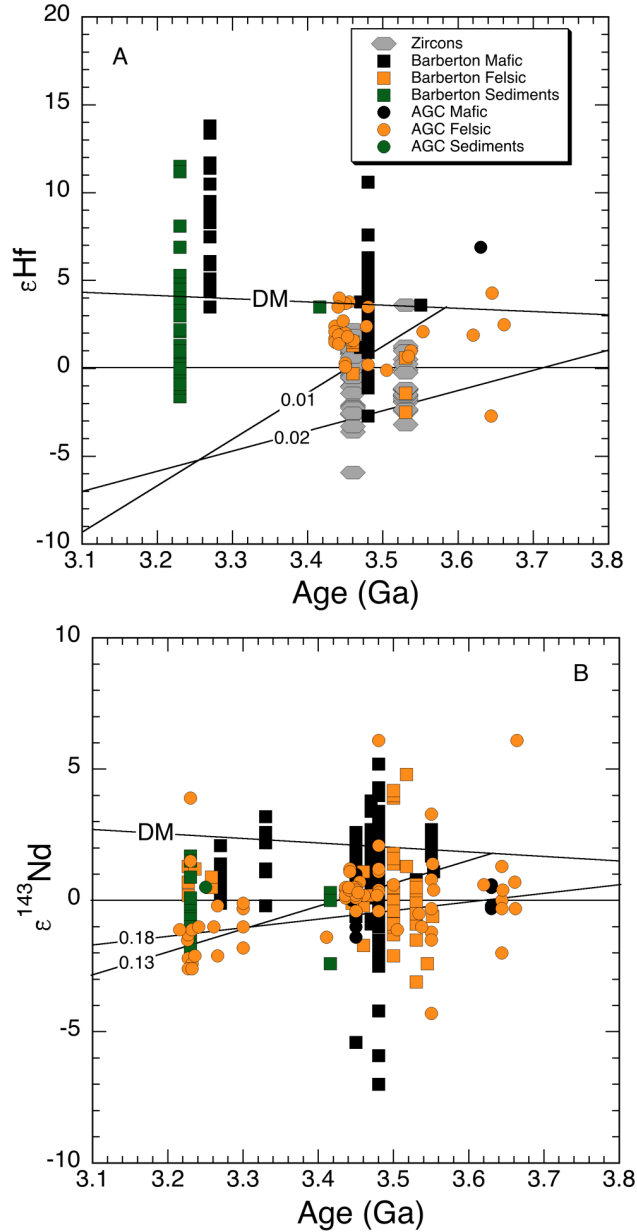 20
A
Zircons
Barberton Mafic
Barberton Felsic
Barberton Sediments
AGC Mafic
AGC Felsic
AGC Sediments
15
10
εHf
5
DM
0
0.01
0.02
-5
-10
3.1 3.2 3.3 3.4 3.5 3.6 3.7 3.8
Age (Ga)
10
B
5
DM
ε¹⁴³Nd
0
0.18
0.13
-5
-10
3.1 3.2 3.3 3.4 3.5 3.6 3.7 3.8
Age (Ga)